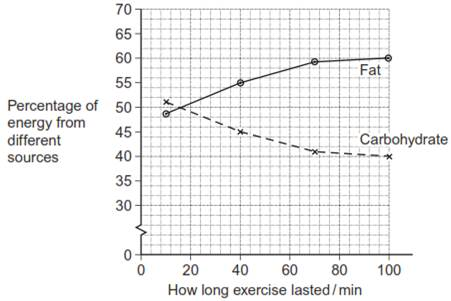 70
65
60
55
50
45
40
35
30
0
Percentage of
energy from
different
sources
Fat
Carbohydrate
0 20 40 60 80 100
How long exercise lasted / min